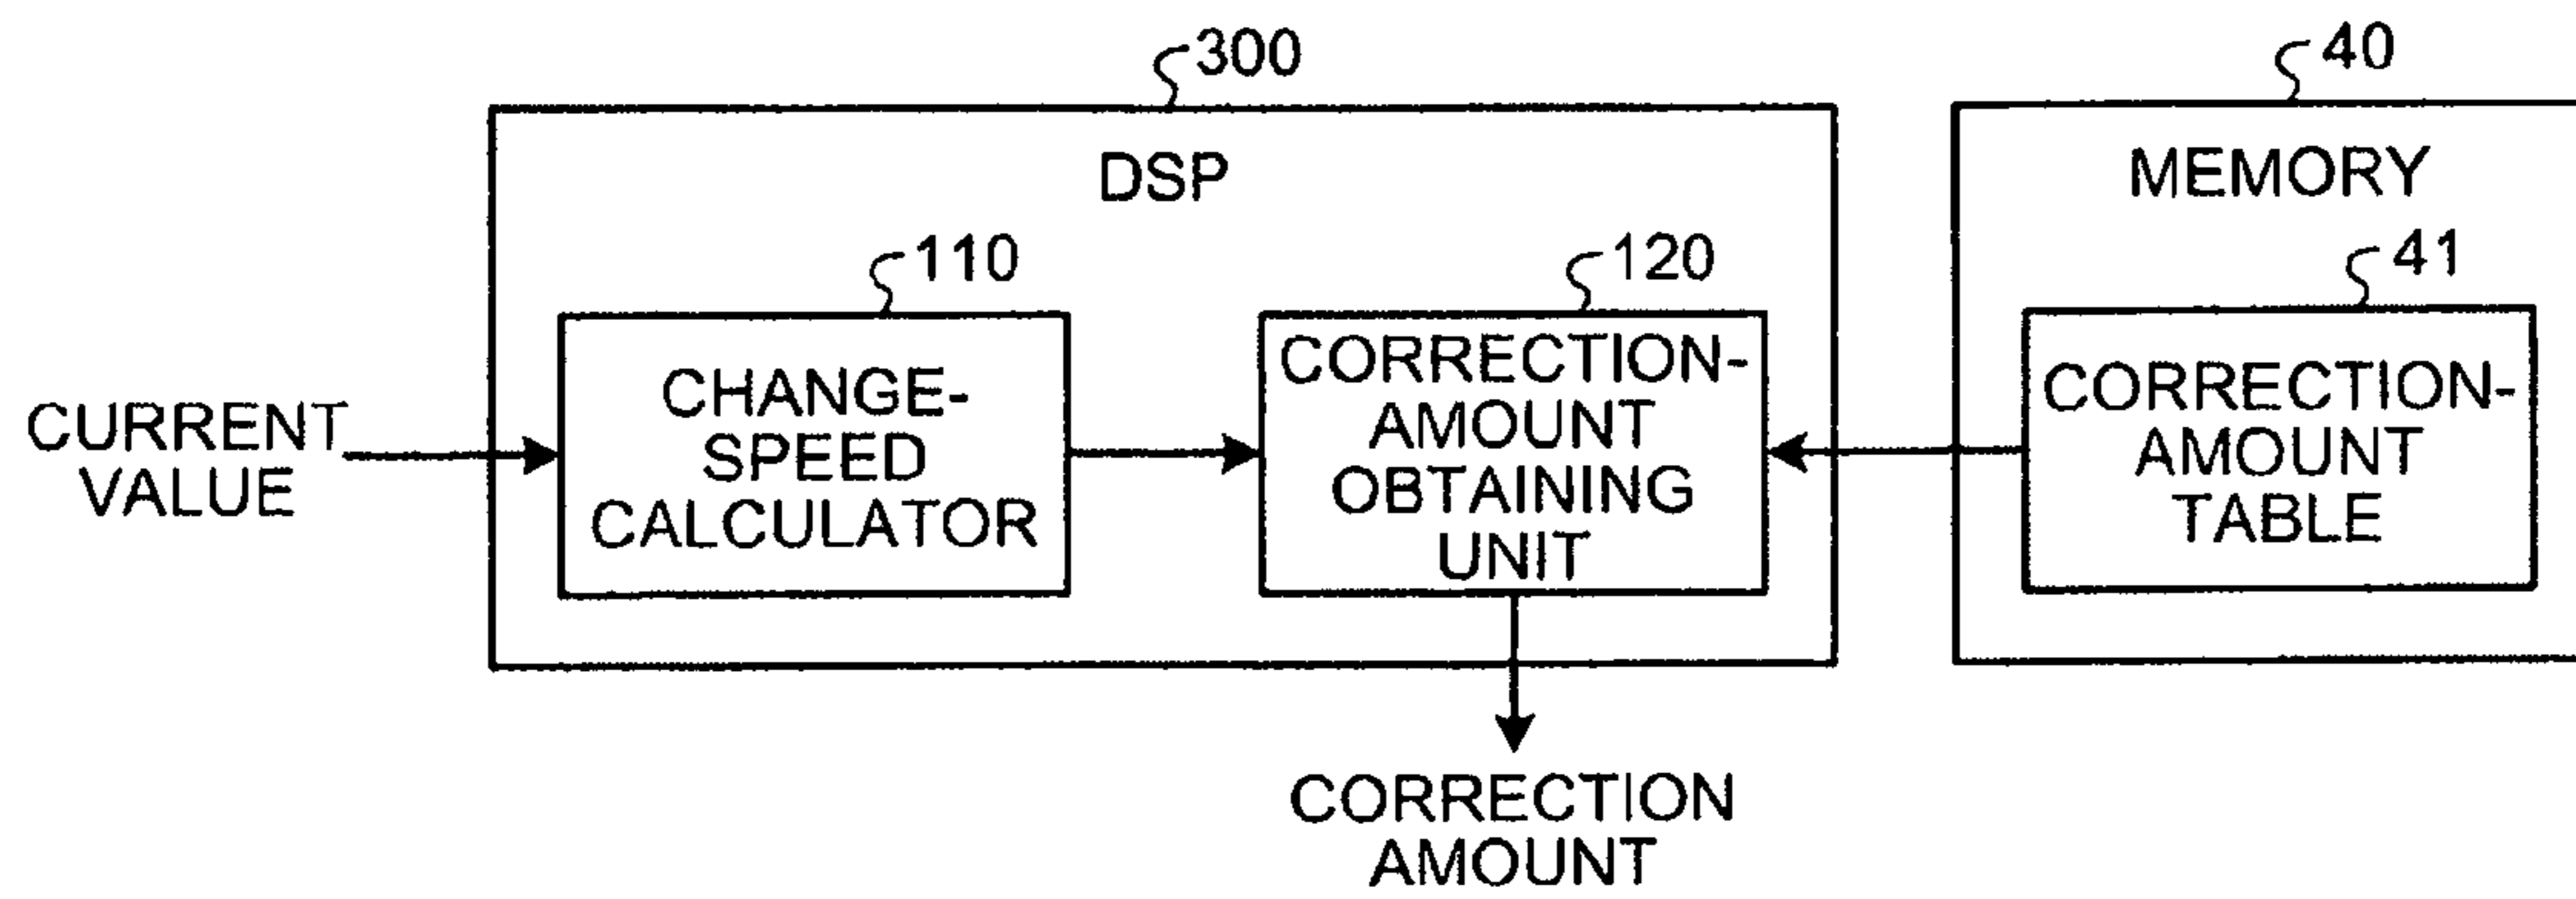 300
40
DSP
MEMORY
110
120
41
CURRENT
VALUE
CHANGE-
SPEED
CALCULATOR
CORRECTION-
AMOUNT
OBTAINING
UNIT
CORRECTION-
AMOUNT
TABLE
CORRECTION
AMOUNT